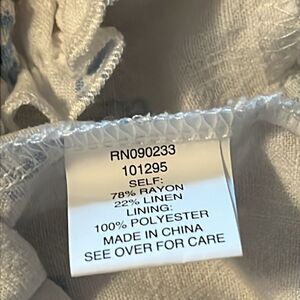 RN090233
101295
SELF:
78% RAYON
22% LINEN
LINING:
100% POLYESTER
MADE IN CHINA
SEE OVER FOR CARE